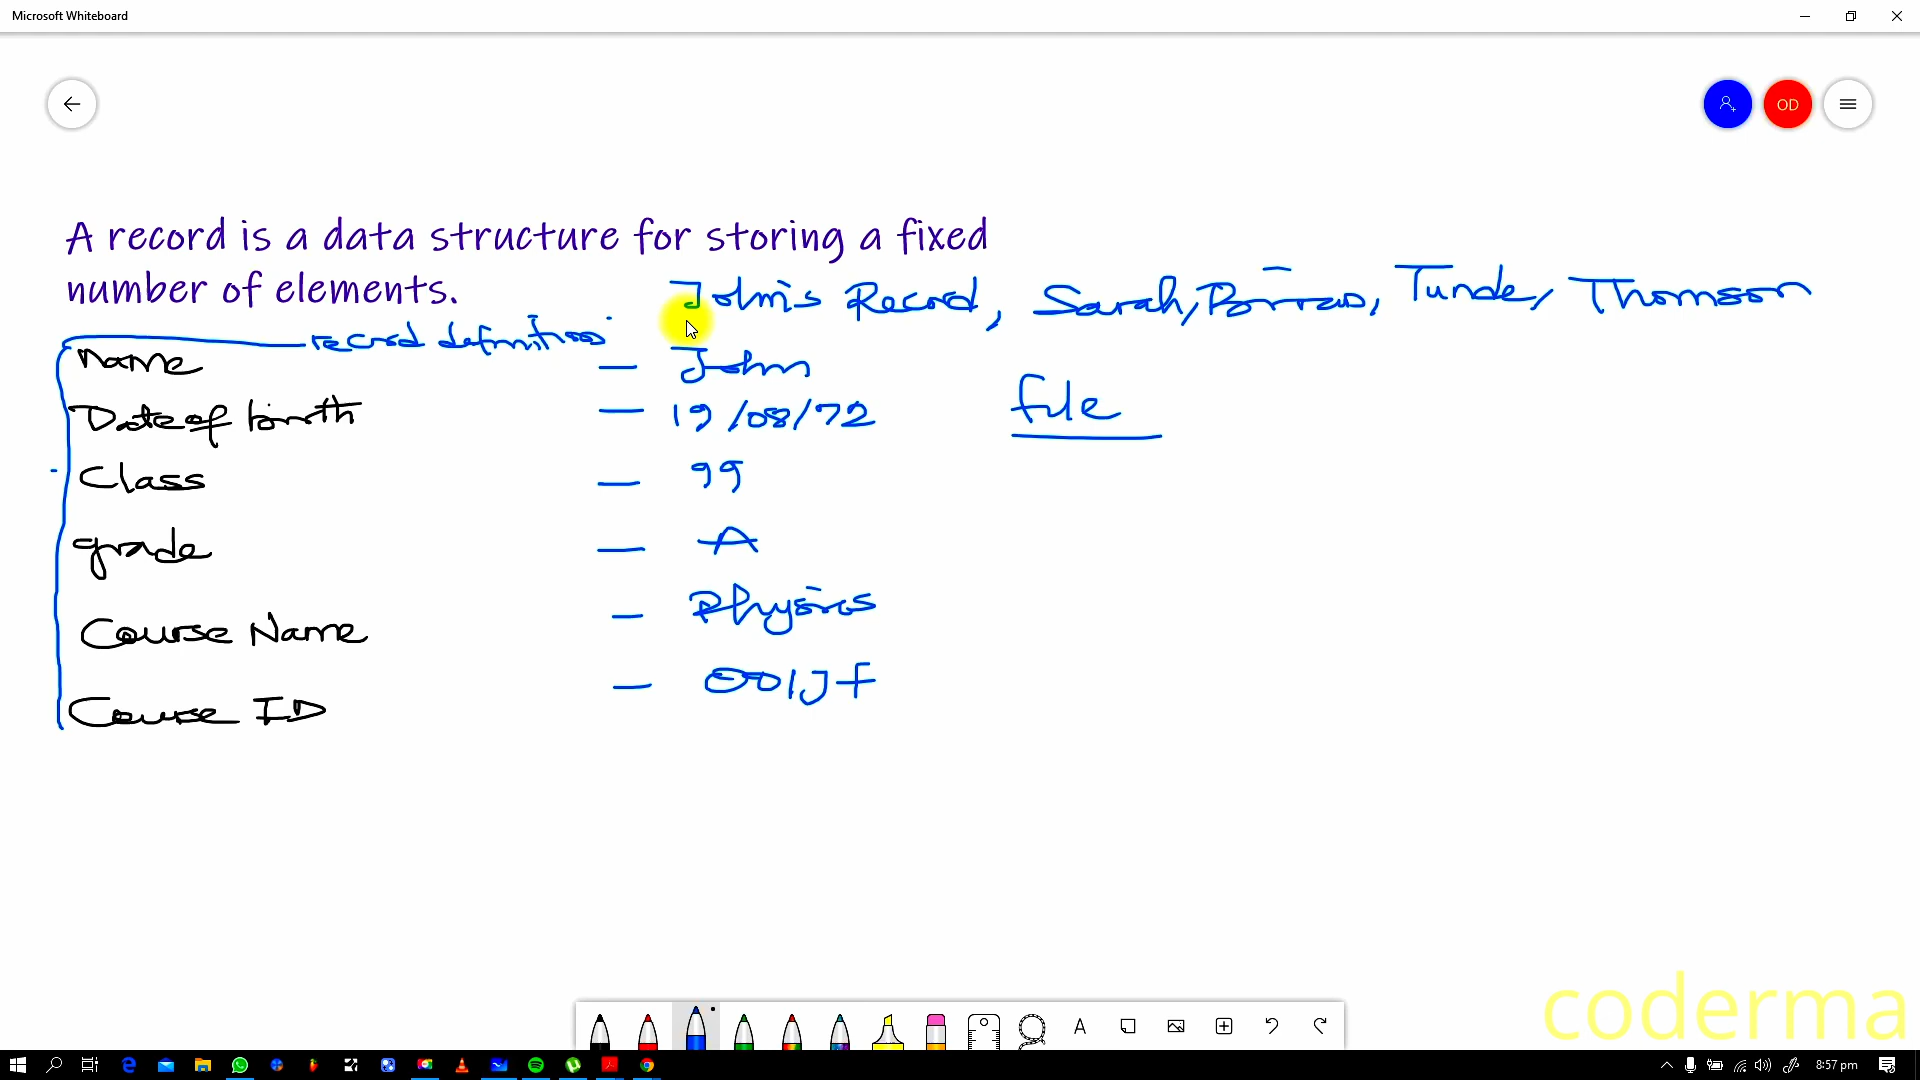 Microsoft Whiteboard
OD
A record is a data structure for storing a fixed
number of elements.
John's Record, Sarah, Tunde, Thomson
record definition
Name — John
Date of birth — 19/08/72
file
Class — 99
grade — A
Course Name — Physics
Course ID — 001JF
coderma
A
8:57 pm